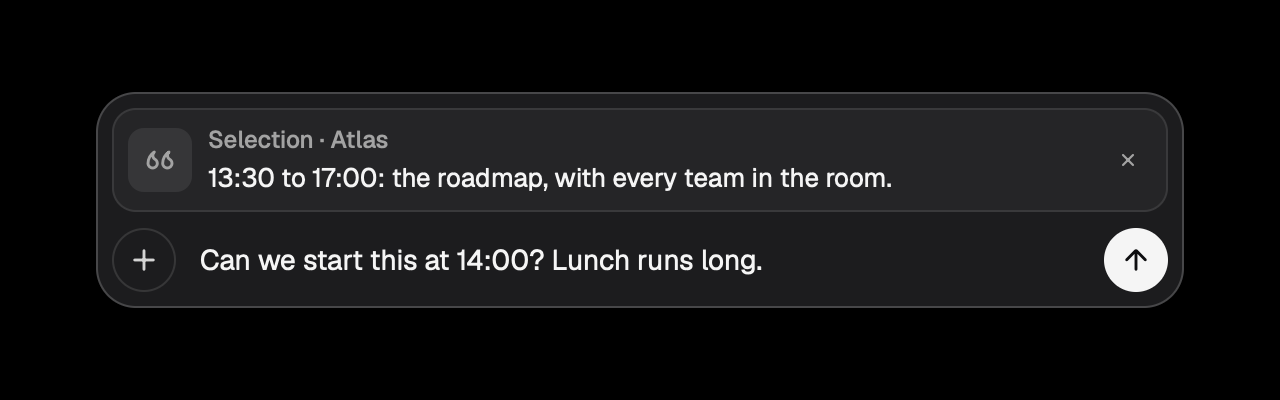 Selection · Atlas
13:30 to 17:00: the roadmap, with every team in the room.
Can we start this at 14:00? Lunch runs long.